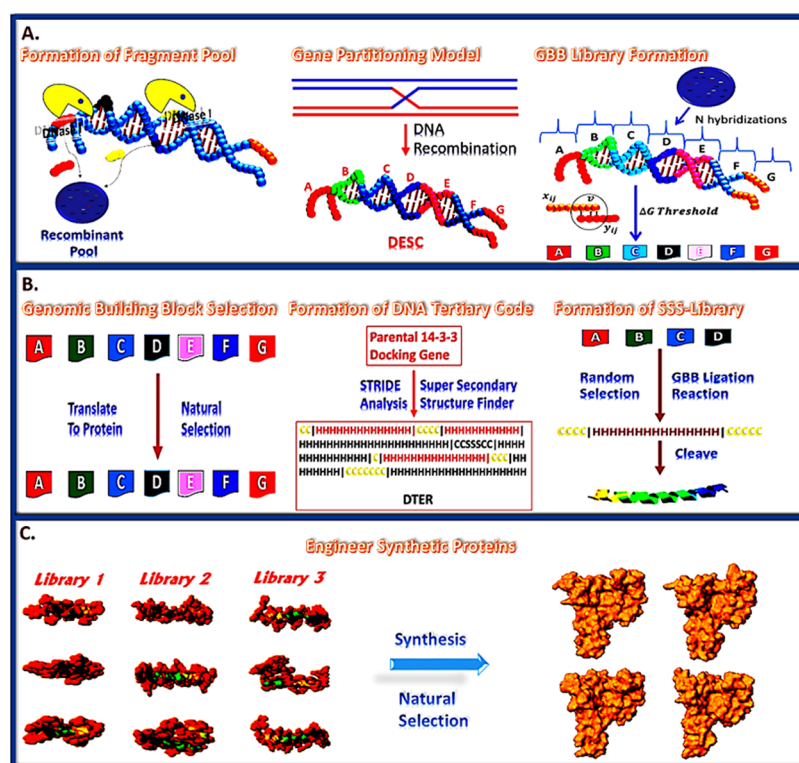 A.
Formation of Fragment Pool
DNase I
DNase I
Recombinant
Pool
Gene Partitioning Model
DNA
Recombination
A B C D E F G
DESC
GBB Library Formation
N hybridizations
A B C D E F G
x_ij v
y_ij
ΔG Threshold
A B C D E F G
B.
Genomic Building Block Selection
A B C D E F G
Translate
To Protein
Natural
Selection
A B C D E F G
Formation of DNA Tertiary Code
Parental 14-3-3
Docking Gene
STRIDE
Analysis
Super Secondary
Structure Finder
DTER
Formation of SSS-Library
A B C D
Random
Selection
GBB Ligation
Reaction
CCCC|HHHHHHHHHHHHHHH|CCCCC
Cleave
C.
Engineer Synthetic Proteins
Library 1 Library 2 Library 3
Synthesis
Natural
Selection